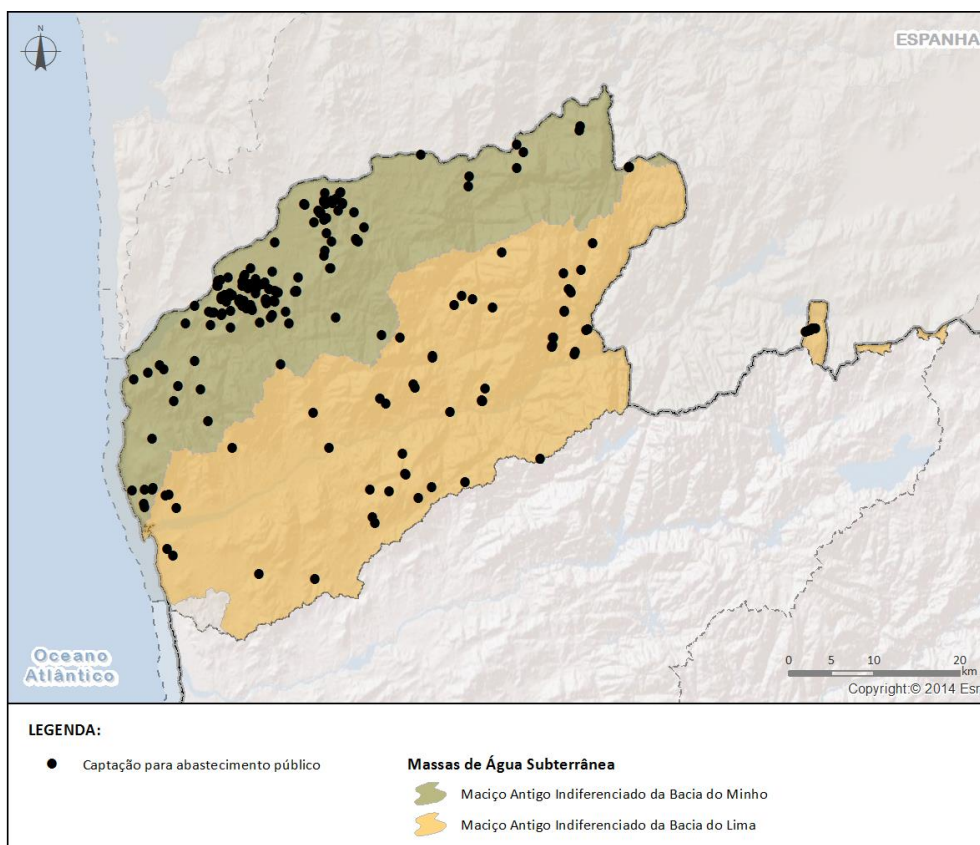 N
ESPANHA
Oceano
Atlântico
0 5 10 20
km
Copyright:© 2014 Esr
LEGENDA:
Captação para abastecimento público
Massas de Água Subterrânea
Maciço Antigo Indiferenciado da Bacia do Minho
Maciço Antigo Indiferenciado da Bacia do Lima